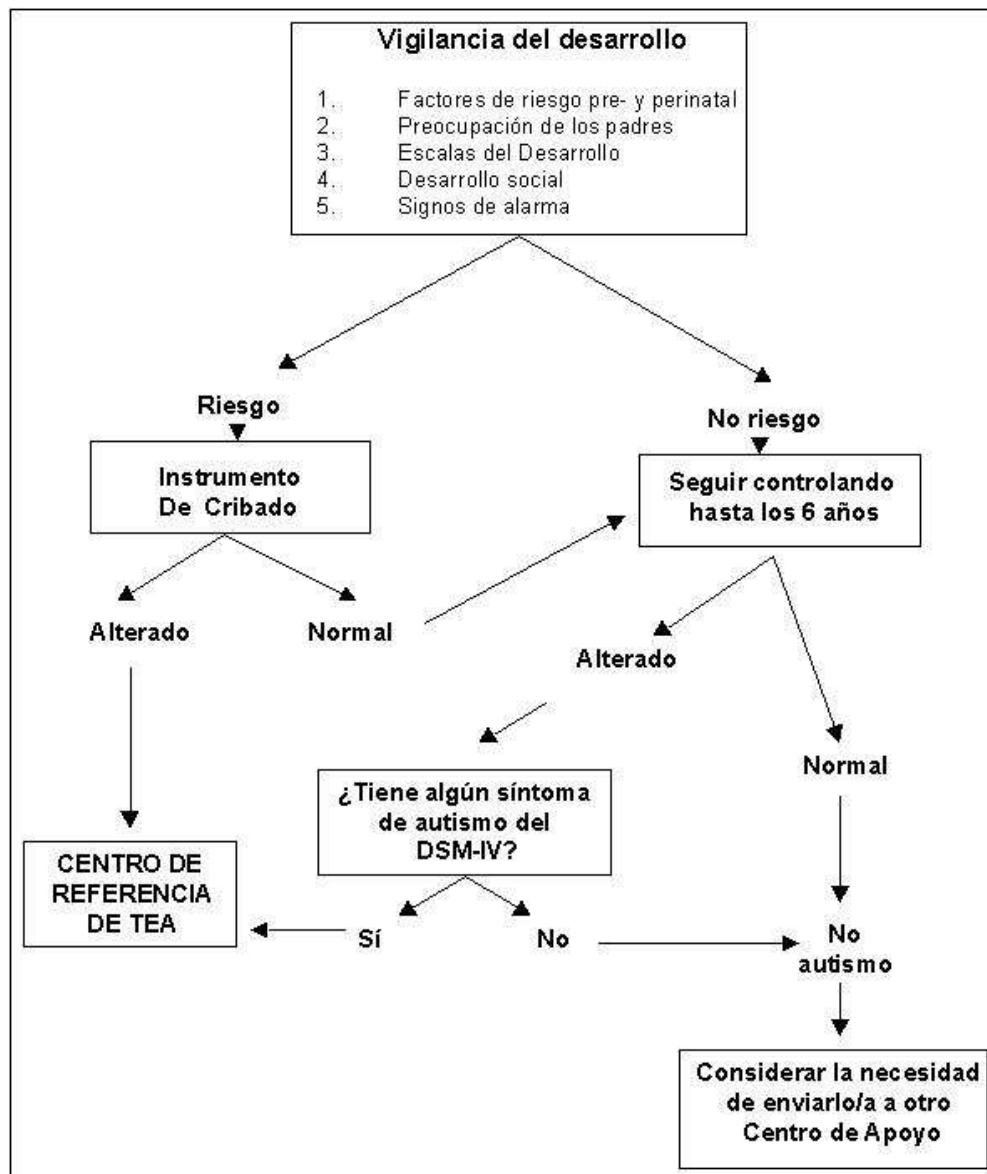 Vigilancia del desarrollo
1. Factores de riesgo pre- y perinatal
2. Preocupación de los padres
3. Escalas del Desarrollo
4. Desarrollo social
5. Signos de alarma
Riesgo
No riesgo
Instrumento
De Cribado
Seguir controlando
hasta los 6 años
Alterado
Normal
Alterado
Normal
¿Tiene algún síntoma
de autismo del
DSM-IV?
CENTRO DE
REFERENCIA
DE TEA
Sí
No
No
autismo
Considerar la necesidad
de enviarlo/a a otro
Centro de Apoyo